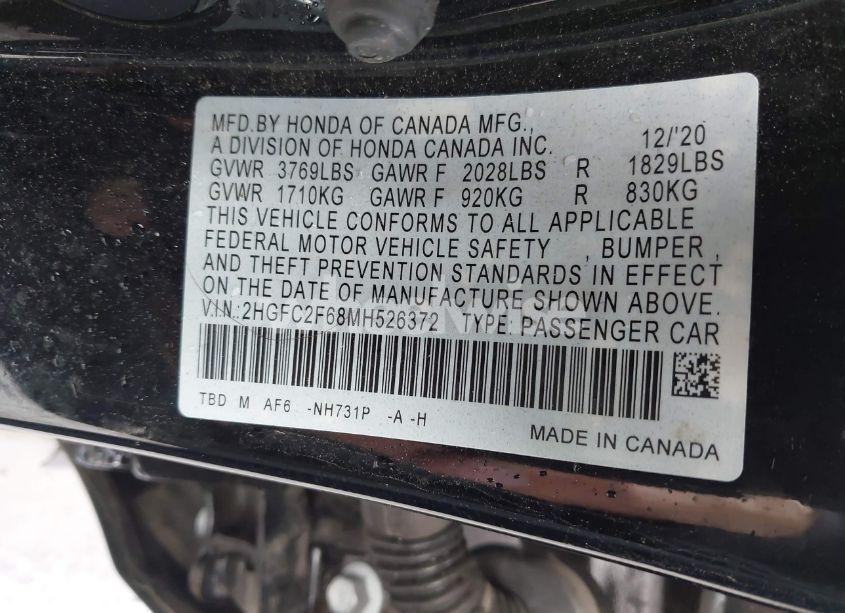 MFD.BY HONDA OF CANADA MFG., 12/'20
A DIVISION OF HONDA CANADA INC.
GVWR 3769LBS GAWR F 2028LBS R 1829LBS
GVWR 1710KG GAWR F 920KG R 830KG
THIS VEHICLE CONFORMS TO ALL APPLICABLE
FEDERAL MOTOR VEHICLE SAFETY , BUMPER ,
AND THEFT PREVENTION STANDARDS IN EFFECT
ON THE DATE OF MANUFACTURE SHOWN ABOVE.
V.I.N.:2HGFC2F68MH526372 TYPE: PASSENGER CAR
TBD M AF6 -NH731P -A -H
MADE IN CANADA